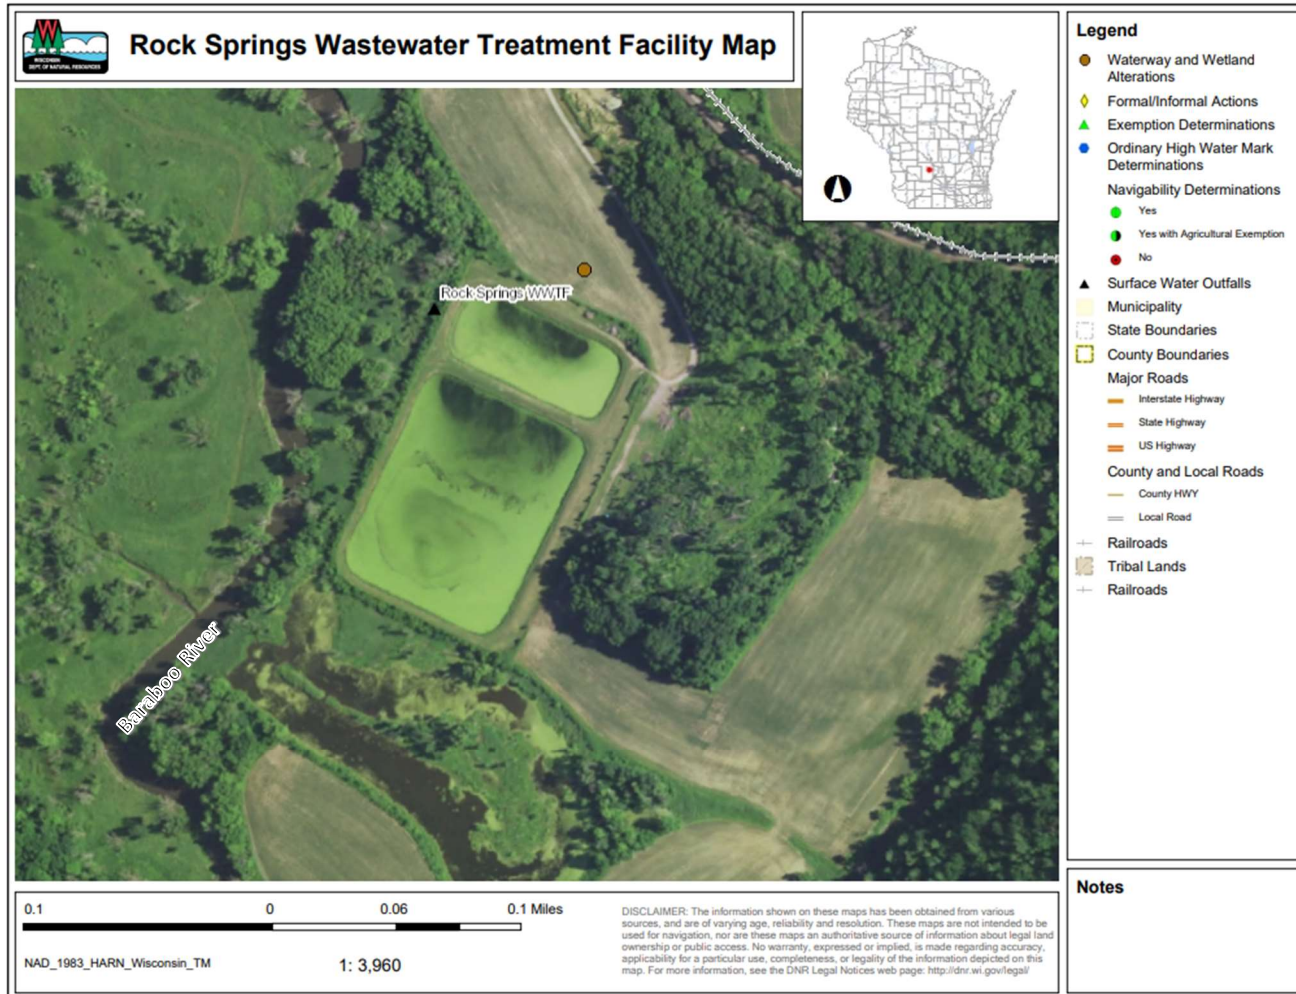 WISCONSIN
DEPT. OF NATURAL RESOURCES
Rock Springs Wastewater Treatment Facility Map
Rock Springs WWTF
Baraboo River
Legend
Waterway and Wetland
Alterations
Formal/Informal Actions
Exemption Determinations
Ordinary High Water Mark
Determinations
Navigability Determinations
Yes
Yes with Agricultural Exemption
No
Surface Water Outfalls
Municipality
State Boundaries
County Boundaries
Major Roads
Interstate Highway
State Highway
US Highway
County and Local Roads
County HWY
Local Road
Railroads
Tribal Lands
Railroads
Notes
0.1 0 0.06 0.1 Miles
NAD_1983_HARN_Wisconsin_TM
1: 3,960
DISCLAIMER: The information shown on these maps has been obtained from various
sources, and are of varying age, reliability and resolution. These maps are not intended to be
used for navigation, nor are these maps an authoritative source of information about legal land
ownership or public access. No warranty, expressed or implied, is made regarding accuracy,
applicability for a particular use, completeness, or legality of the information depicted on this
map. For more information, see the DNR Legal Notices web page: http://dnr.wi.gov/legal/